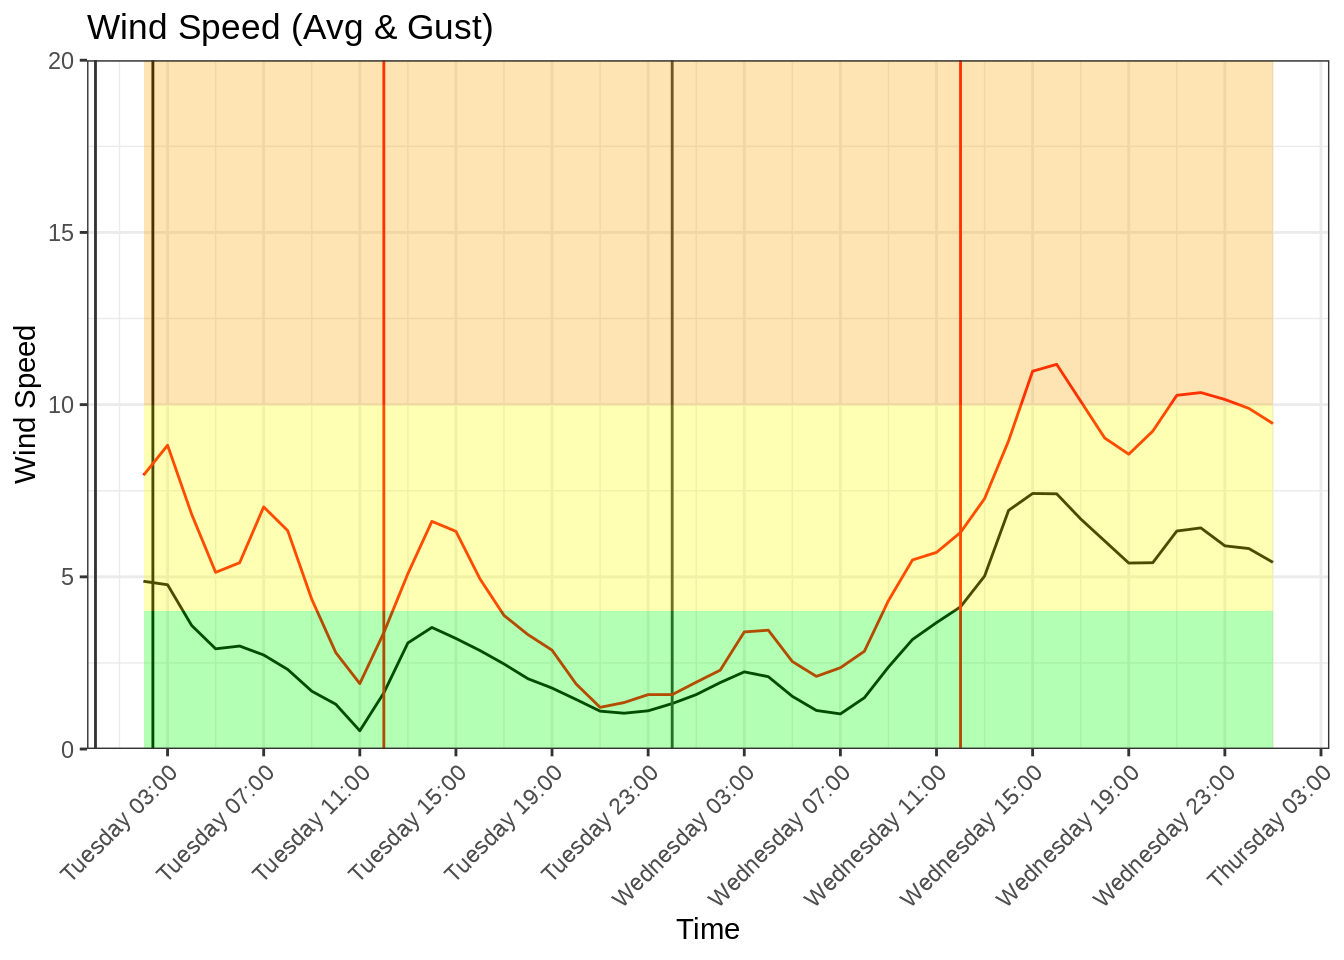 Wind Speed (Avg & Gust)
Wind Speed
20
15
10
5
0
Tuesday 03:00
Tuesday 07:00
Tuesday 11:00
Tuesday 15:00
Tuesday 19:00
Tuesday 23:00
Wednesday 03:00
Wednesday 07:00
Wednesday 11:00
Wednesday 15:00
Wednesday 19:00
Wednesday 23:00
Thursday 03:00
Time